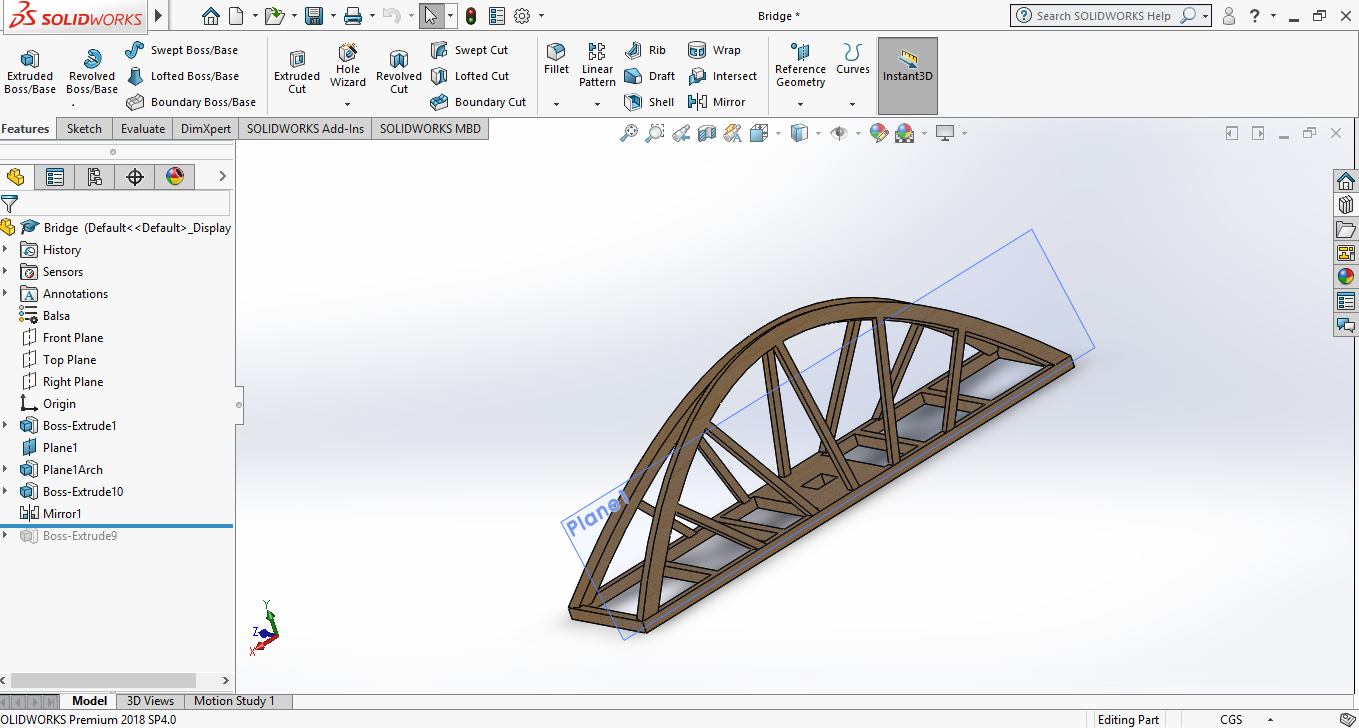 SOLIDWORKS
Bridge *
Search SOLIDWORKS Help
Extruded
Boss/Base
Revolved
Boss/Base
Swept Boss/Base
Lofted Boss/Base
Boundary Boss/Base
Extruded
Cut
Hole
Wizard
Revolved
Cut
Swept Cut
Lofted Cut
Boundary Cut
Fillet
Linear
Pattern
Rib
Draft
Shell
Wrap
Intersect
Mirror
Reference
Geometry
Curves
Instant3D
Features
Sketch
Evaluate
DimXpert
SOLIDWORKS Add-Ins
SOLIDWORKS MBD
Bridge (Default<<Default>_Display
History
Sensors
Annotations
Balsa
Front Plane
Top Plane
Right Plane
Origin
Boss-Extrude1
Plane1
Plane1Arch
Boss-Extrude10
Mirror1
Boss-Extrude9
Plane1
Y
Z
X
Model
3D Views
Motion Study 1
OLIDWORKS Premium 2018 SP4.0
Editing Part
CGS